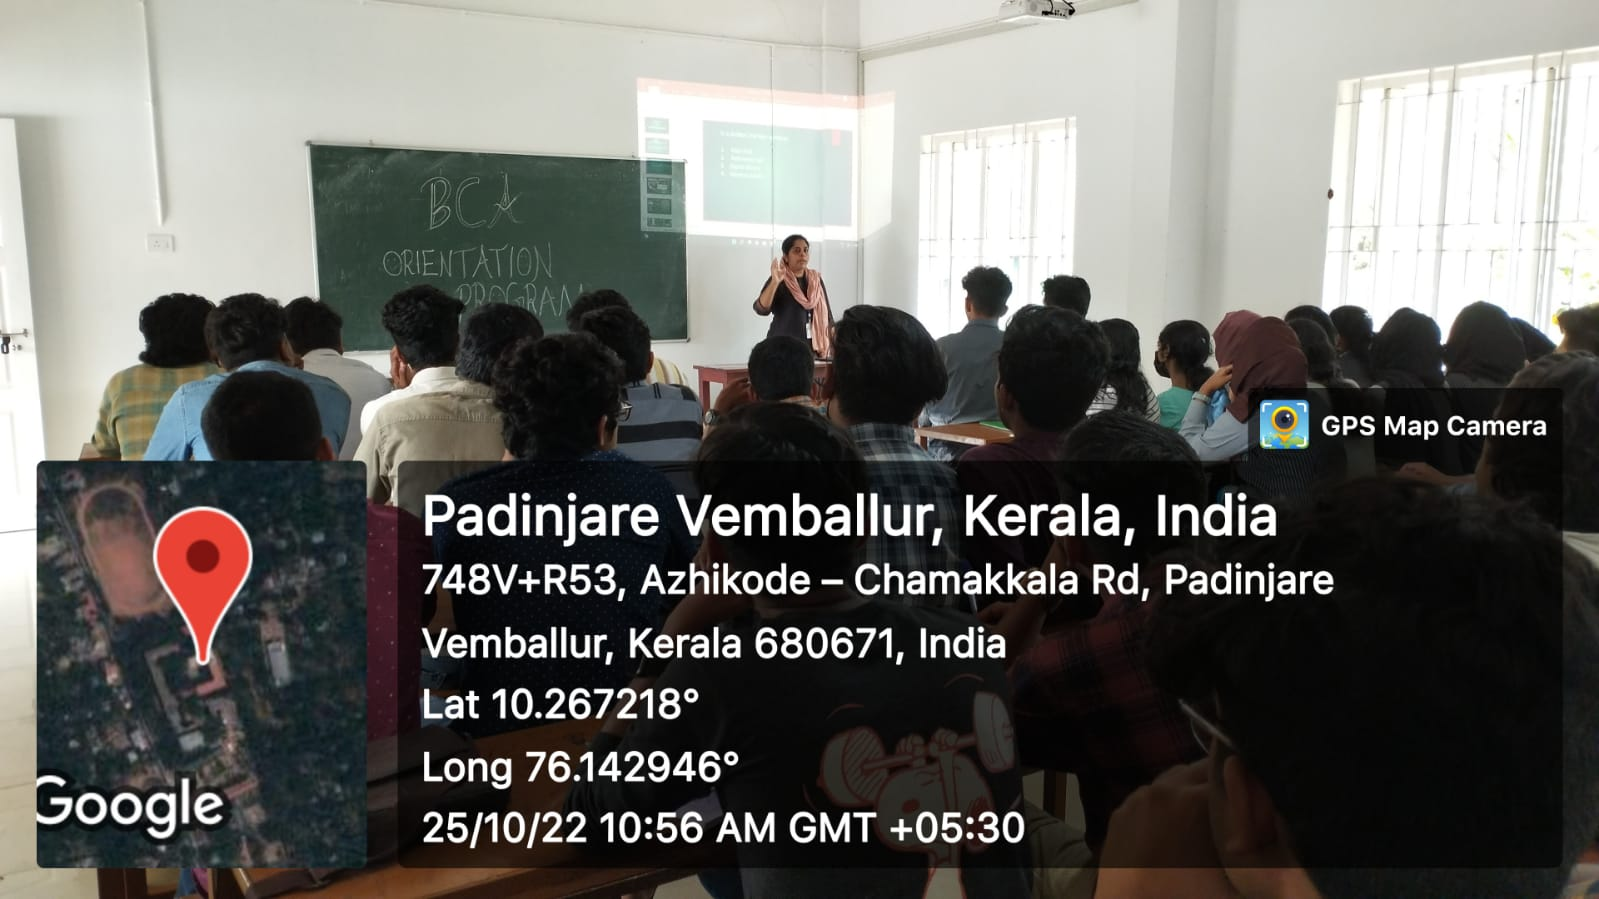 BCA
ORIENTATION
PROGRAM
GPS Map Camera
Padinjare Vemballur, Kerala, India
748V+R53, Azhikode – Chamakkala Rd, Padinjare
Vemballur, Kerala 680671, India
Lat 10.267218°
Long 76.142946°
25/10/22 10:56 AM GMT +05:30
Google